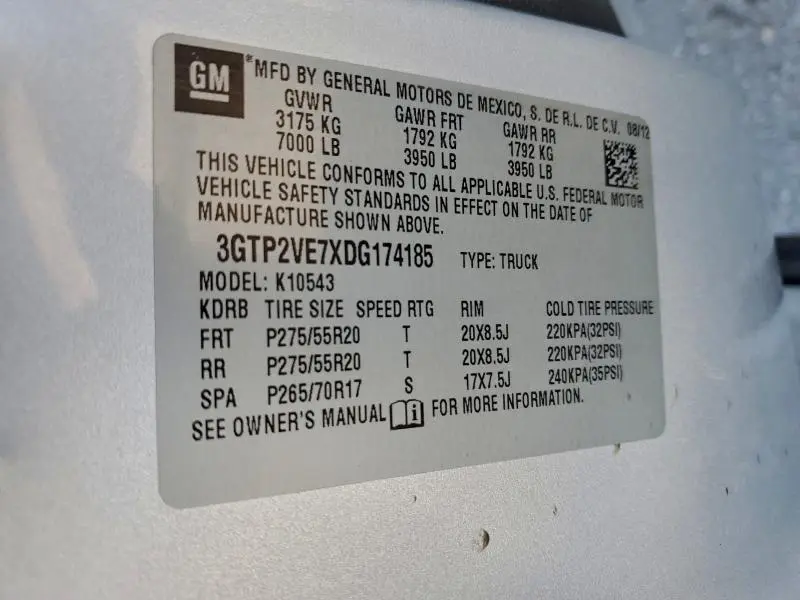 GM
*MFD BY GENERAL MOTORS DE MEXICO, S. DE R.L. DE C.V. 08/12
GVWR GAWR FRT GAWR RR
3175 KG 1792 KG 1792 KG
7000 LB 3950 LB 3950 LB
THIS VEHICLE CONFORMS TO ALL APPLICABLE U.S. FEDERAL MOTOR
VEHICLE SAFETY STANDARDS IN EFFECT ON THE DATE OF
MANUFACTURE SHOWN ABOVE.
3GTP2VE7XDG174185 TYPE: TRUCK
MODEL: K10543
KDRB TIRE SIZE SPEED RTG RIM COLD TIRE PRESSURE
FRT P275/55R20 T 20X8.5J 220KPA(32PSI)
RR P275/55R20 T 20X8.5J 220KPA(32PSI)
SPA P265/70R17 S 17X7.5J 240KPA(35PSI)
SEE OWNER'S MANUAL i FOR MORE INFORMATION.